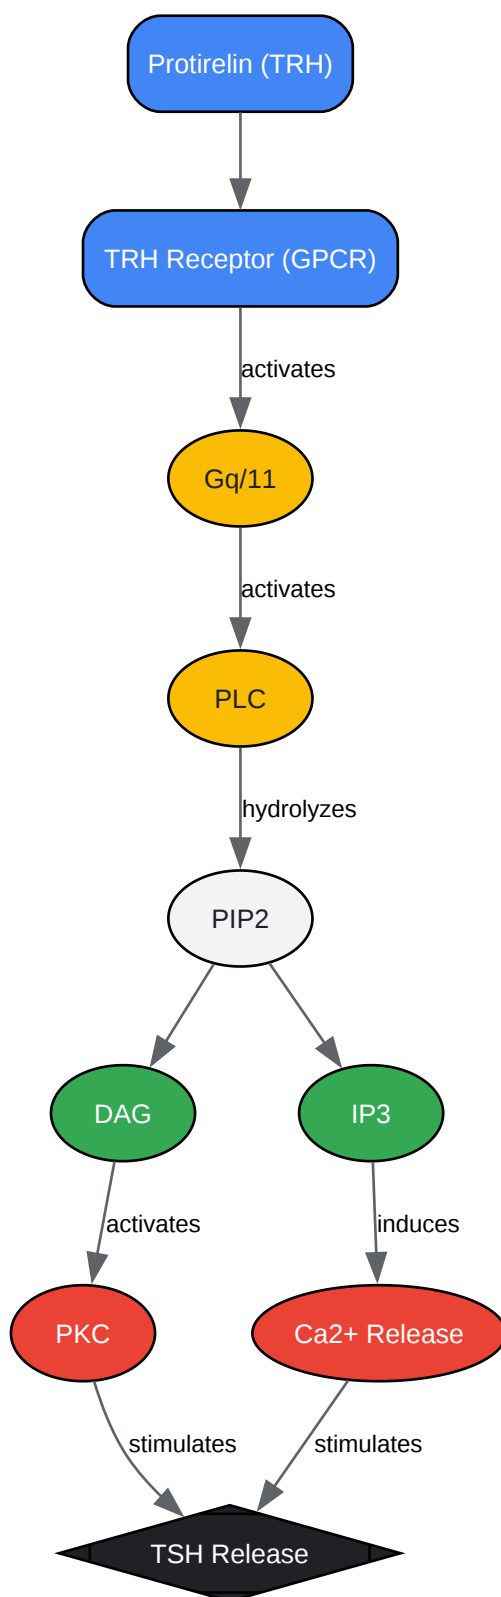 Protirelin (TRH)
TRH Receptor (GPCR)
activates
Gq/11
activates
PLC
hydrolyzes
PIP2
DAG
IP3
activates
induces
PKC
Ca2+ Release
stimulates
stimulates
TSH Release